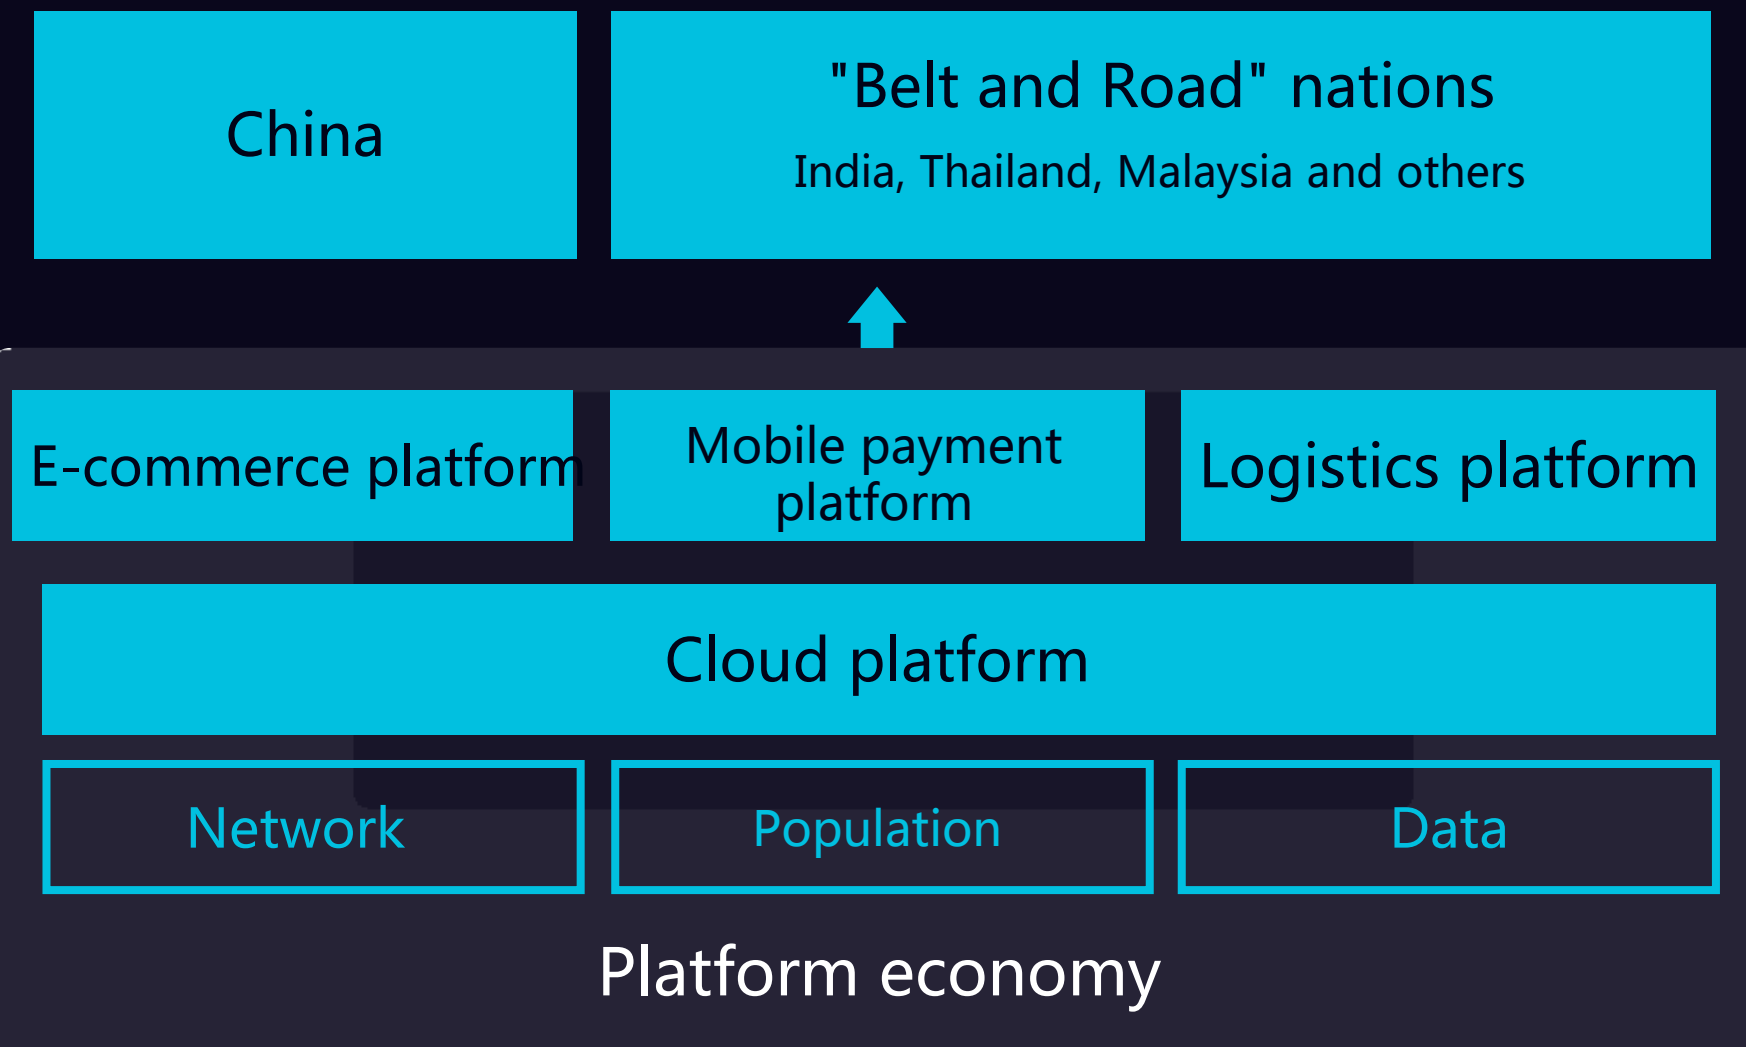 China
"Belt and Road" nations
India, Thailand, Malaysia and others
E-commerce platform
Mobile payment
platform
Logistics platform
Cloud platform
Network
Population
Data
Platform economy